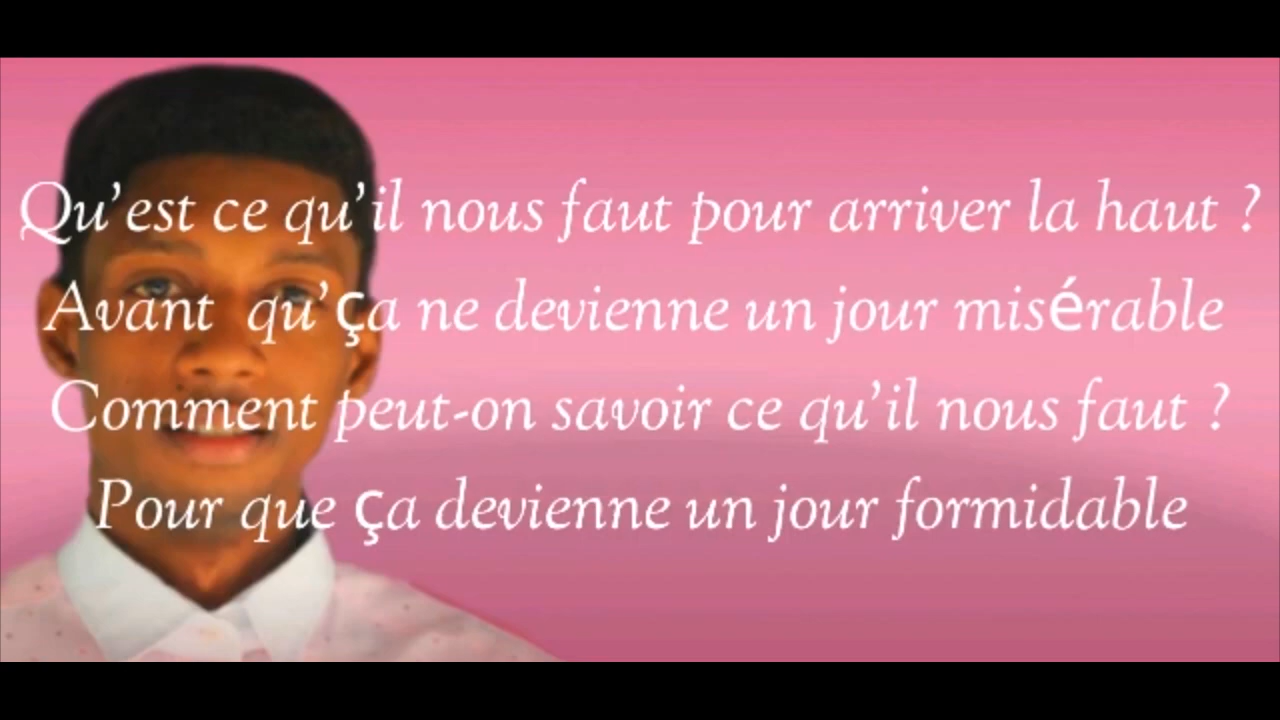 Qu'est ce qu'il nous faut pour arriver la haut ?
Avant qu'ça ne devienne un jour misérable
Comment peut-on savoir ce qu'il nous faut ?
Pour que ça devienne un jour formidable